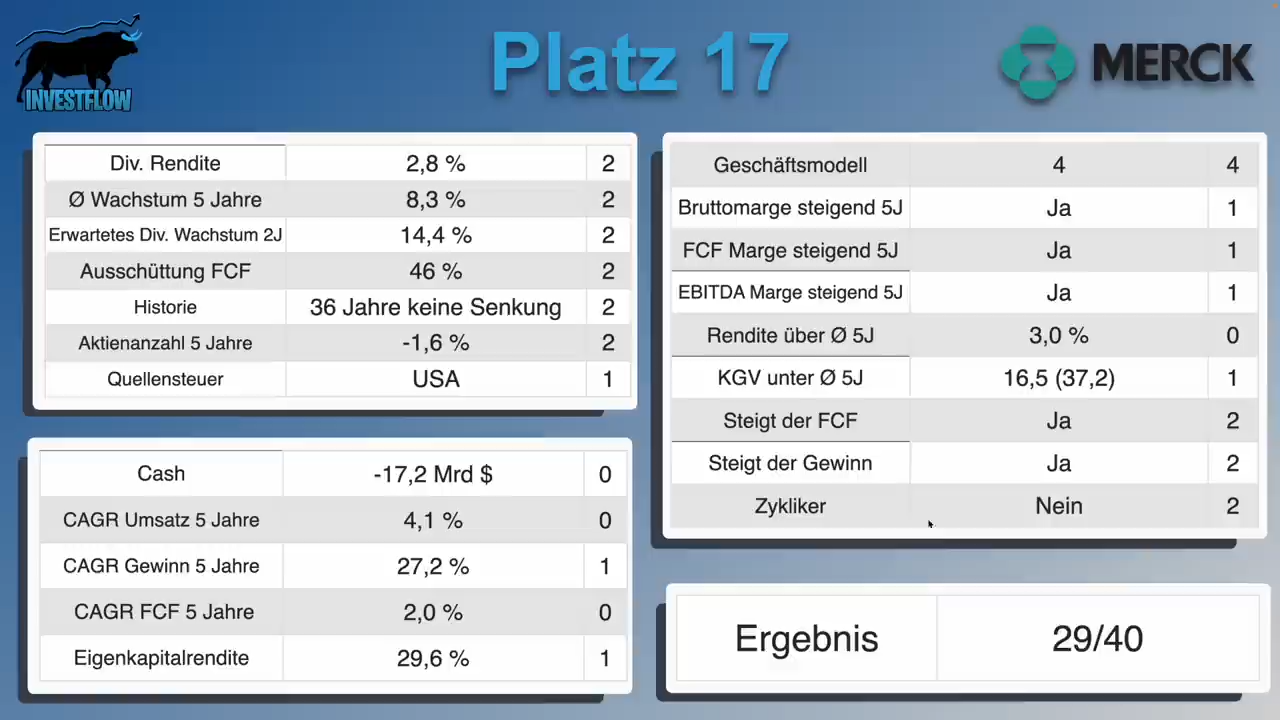 Platz 17
INVESTFLOW
MERCK
Div. Rendite 2,8 % 2
Ø Wachstum 5 Jahre 8,3 % 2
Erwartetes Div. Wachstum 2J 14,4 % 2
Ausschüttung FCF 46 % 2
Historie 36 Jahre keine Senkung 2
Aktienanzahl 5 Jahre -1,6 % 2
Quellensteuer USA 1
Cash -17,2 Mrd $ 0
CAGR Umsatz 5 Jahre 4,1 % 0
CAGR Gewinn 5 Jahre 27,2 % 1
CAGR FCF 5 Jahre 2,0 % 0
Eigenkapitalrendite 29,6 % 1
Geschäftsmodell 4 4
Bruttomarge steigend 5J Ja 1
FCF Marge steigend 5J Ja 1
EBITDA Marge steigend 5J Ja 1
Rendite über Ø 5J 3,0 % 0
KGV unter Ø 5J 16,5 (37,2) 1
Steigt der FCF Ja 2
Steigt der Gewinn Ja 2
Zykliker Nein 2
Ergebnis 29/40